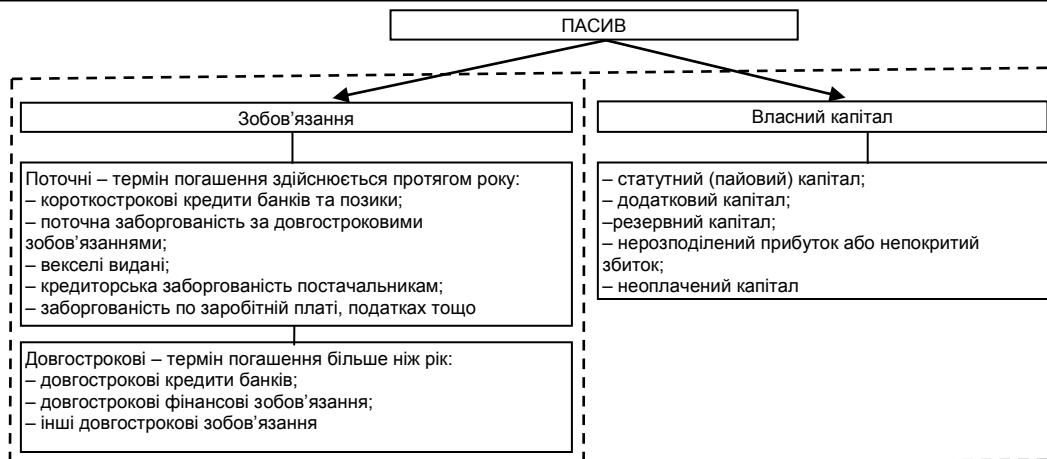 ПАСИВ
Зобов’язання
Поточні – термін погашення здійснюється протягом року:
– короткострокові кредити банків та позики;
– поточна заборгованість за довгостроковими
зобов’язаннями;
– векселі видані;
– кредиторська заборгованість постачальникам;
– заборгованість по заробітній платі, податках тощо
Довгострокові – термін погашення більше ніж рік:
– довгострокові кредити банків;
– довгострокові фінансові зобов’язання;
– інші довгострокові зобов’язання
Власний капітал
– статутний (пайовий) капітал;
– додатковий капітал;
–резервний капітал;
– нерозподілений прибуток або непокритий
збиток;
– неоплачений капітал